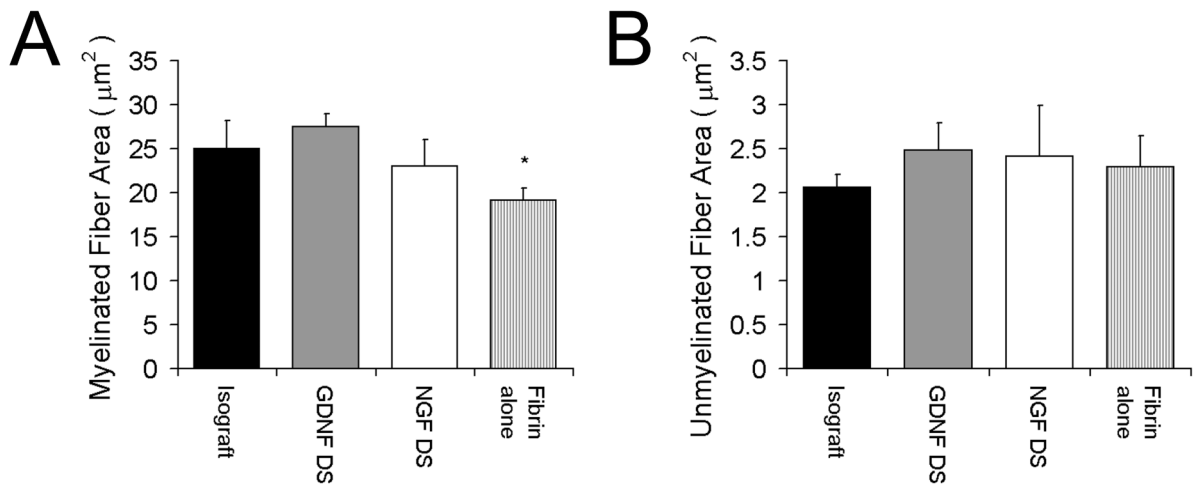 A
Myelinated Fiber Area ( μm²)
35
30
25
20
15
10
5
0
*
Isograft
GDNF DS
NGF DS
Fibrin
alone
B
Unmyelinated Fiber Area ( μm²)
3.5
3
2.5
2
1.5
1
0.5
0
Isograft
GDNF DS
NGF DS
Fibrin
alone